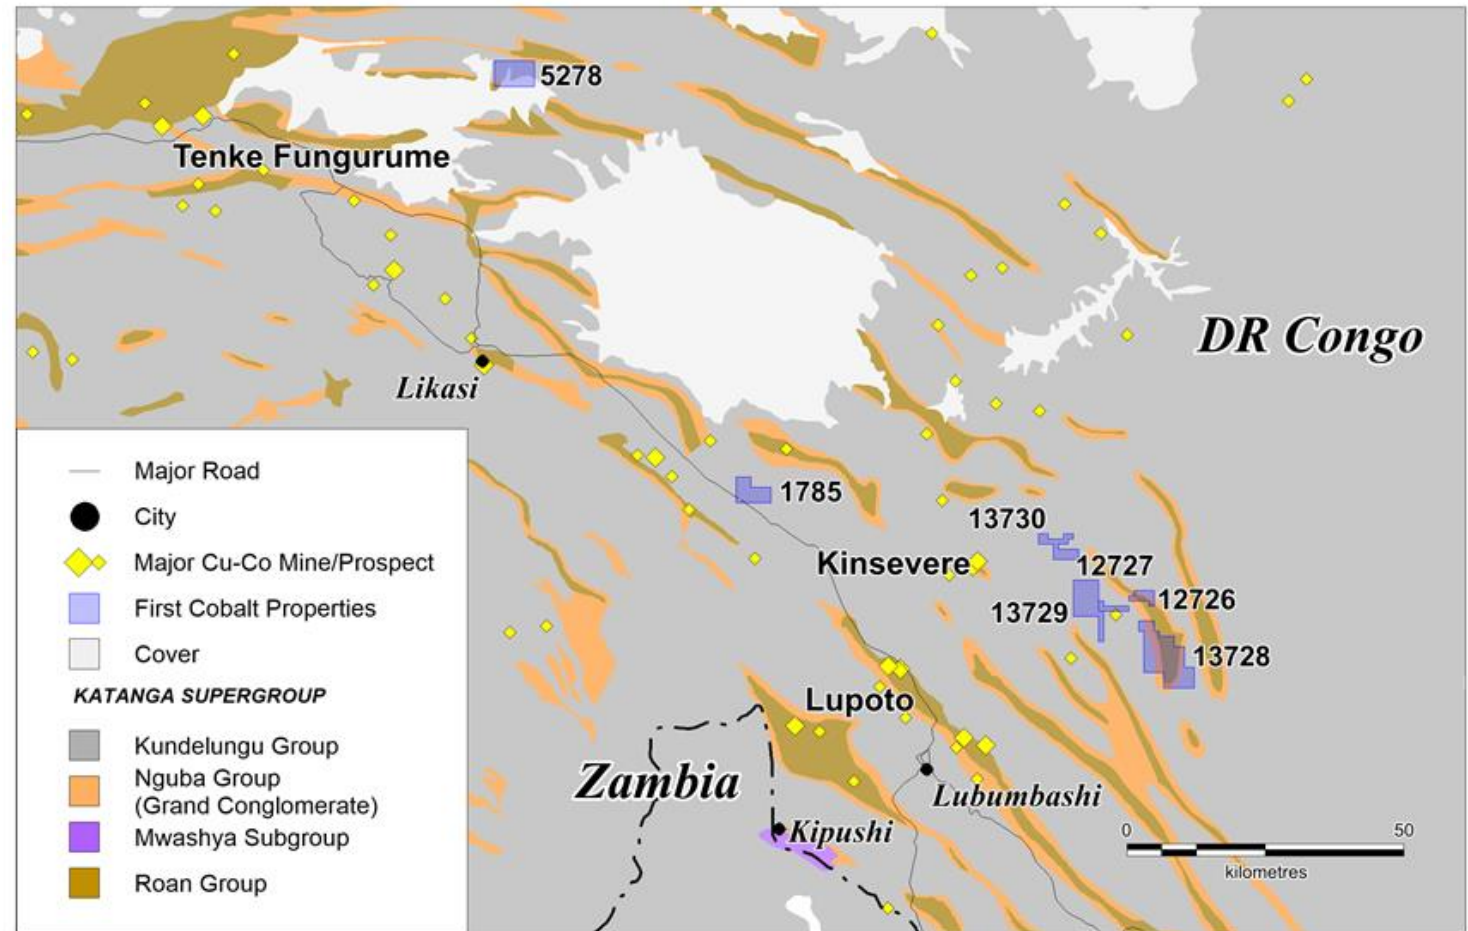 5278
Tenke Fungurume
DR Congo
Likasi
1785
13730
Kinsevere
12727
12726
13729
13728
Lupoto
Zambia
Lubumbashi
Kipushi
0 50
kilometres
Major Road
City
Major Cu-Co Mine/Prospect
First Cobalt Properties
Cover
KATANGA SUPERGROUP
Kundelungu Group
Nguba Group
(Grand Conglomerate)
Mwashya Subgroup
Roan Group